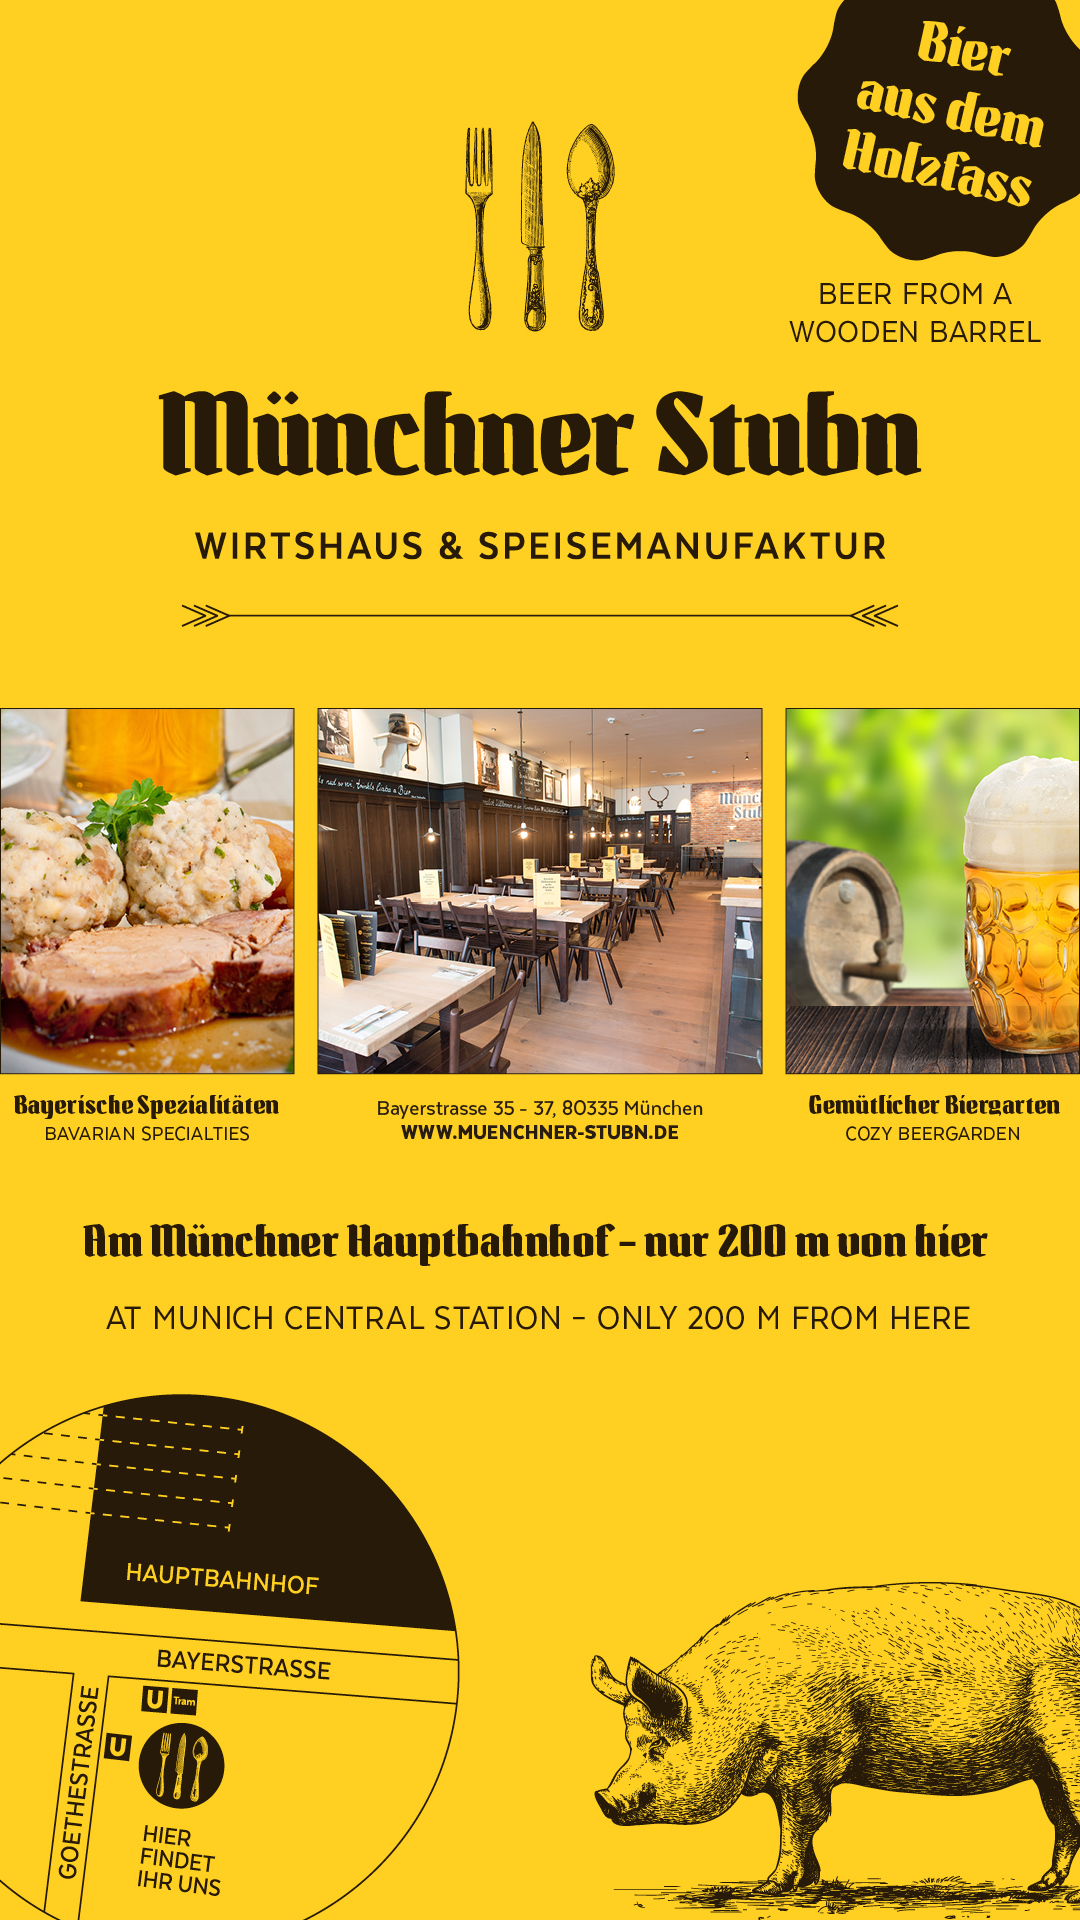 Bier
aus dem
Holzfass
BEER FROM A
WOODEN BARREL
Münchner Stubn
WIRTSHAUS & SPEISEMANUFAKTUR
Münc
Stu
Bayerische Spezialitäten
BAVARIAN SPECIALTIES
Bayerstrasse 35 - 37, 80335 München
WWW.MUENCHNER-STUBN.DE
Gemütlicher Biergarten
COZY BEERGARDEN
Am Münchner Hauptbahnhof – nur 200 m von hier
AT MUNICH CENTRAL STATION – ONLY 200 M FROM HERE
HAUPTBAHNHOF
BAYERSTRASSE
U Tram
U
GOETHESTRASSE
HIER
FINDET
IHR UNS